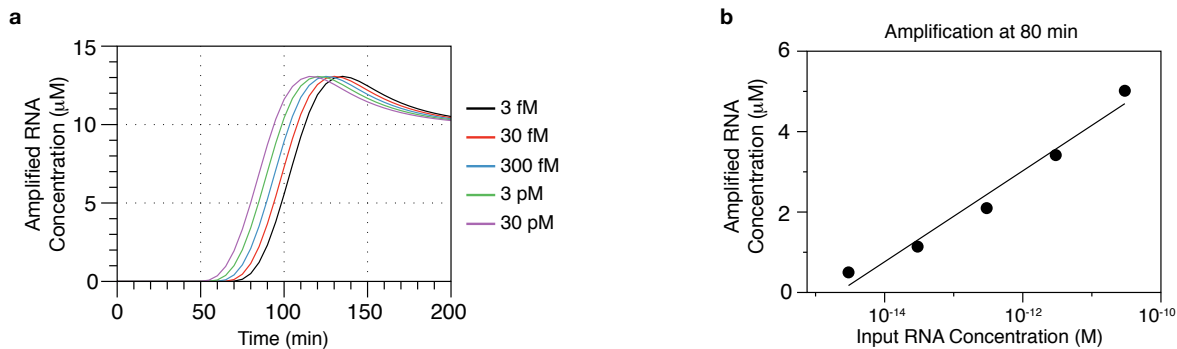 a
15
10
5
0
Amplified RNA
Concentration (μM)
0
50
100
150
200
Time (min)
3 fM
30 fM
300 fM
3 pM
30 pM
b
Amplification at 80 min
6
4
2
0
Amplified RNA
Concentration (μM)
10⁻¹⁴
10⁻¹²
10⁻¹⁰
Input RNA Concentration (M)